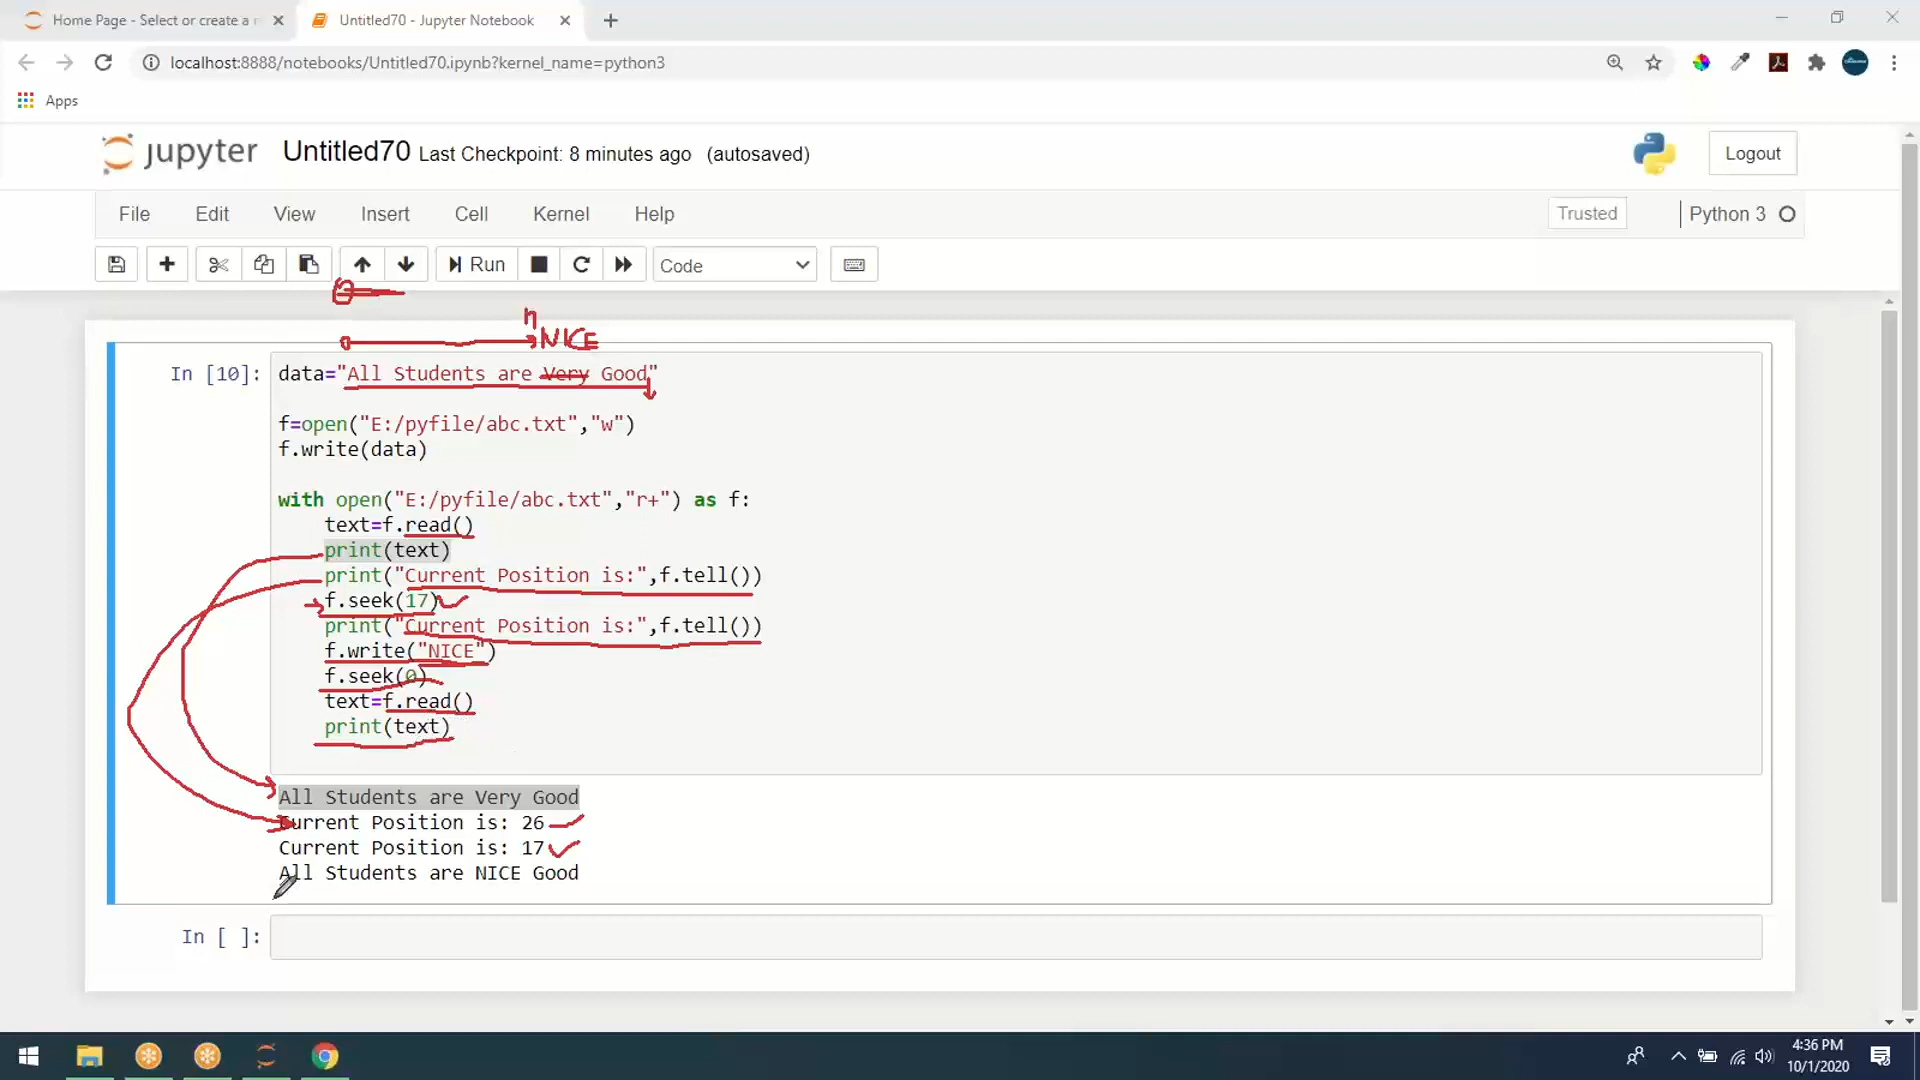 Home Page - Select or create a n
Untitled70 - Jupyter Notebook
localhost:8888/notebooks/Untitled70.ipynb?kernel_name=python3
Apps
jupyter Untitled70 Last Checkpoint: 8 minutes ago (autosaved)
Logout
File Edit View Insert Cell Kernel Help
Trusted
Python 3
Run
Code
NICE
In [10]: data="All Students are Very Good"
f=open("E:/pyfile/abc.txt","w")
f.write(data)
with open("E:/pyfile/abc.txt","r+") as f:
text=f.read()
print(text)
print("Current Position is:",f.tell())
f.seek(17)
print("Current Position is:",f.tell())
f.write("NICE")
f.seek(0)
text=f.read()
print(text)
All Students are Very Good
Current Position is: 26
Current Position is: 17
All Students are NICE Good
In [ ]:
4:36 PM
10/1/2020